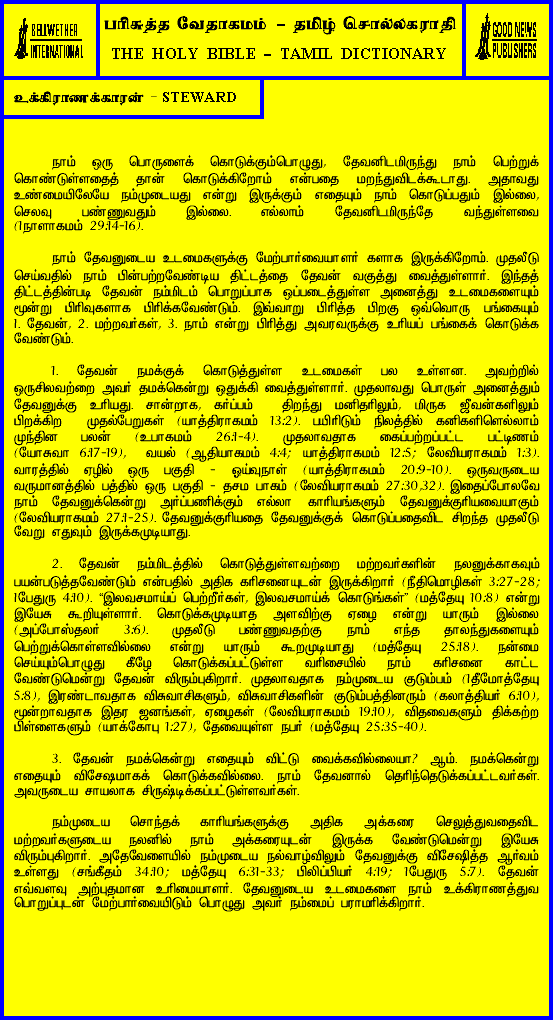 BELLWETHER
INTERNATIONAL
பரிசுத்த வேதாகமம் - தமிழ் சொல்லகராதி
THE HOLY BIBLE - TAMIL DICTIONARY
GOOD NEWS
PUBLISHERS
உக்கிராணக்காரன் - STEWARD
நாம் ஒரு பொருளைக் கொடுக்கும்பொழுது, தேவனிடமிருந்து நாம் பெற்றுக்
கொண்டுள்ளதைத் தான் கொடுக்கிறோம் என்பதை மறந்துவிடக்கூடாது. அதாவது
உண்மையிலேயே நம்முடையது என்று இருக்கும் எதையும் நாம் கொடுப்பதும் இல்லை,
செலவு பண்ணுவதும் இல்லை. எல்லாம் தேவனிடமிருந்தே வந்துள்ளவை
(1நாளாகமம் 29:14-16).
நாம் தேவனுடைய உடமைகளுக்கு மேற்பார்வையாளர் களாக இருக்கிறோம். முதலீடு
செய்வதில் நாம் பின்பற்றவேண்டிய திட்டத்தை தேவன் வகுத்து வைத்துள்ளார். இந்தத்
திட்டத்தின்படி தேவன் நம்மிடம் பொறுப்பாக ஒப்படைத்துள்ள அனைத்து உடமைகளையும்
மூன்று பிரிவுகளாக பிரிக்கவேண்டும். இவ்வாறு பிரித்த பிறகு ஒவ்வொரு பங்கையும்
1. தேவன், 2. மற்றவர்கள், 3. நாம் என்று பிரித்து அவரவருக்கு உரியப் பங்கைக் கொடுக்க
வேண்டும்.
1. தேவன் நமக்குக் கொடுத்துள்ள உடமைகள் பல உள்ளன. அவற்றில்
ஒருசிலவற்றை அவர் தமக்கென்று ஒதுக்கி வைத்துள்ளார். முதலாவது பொருள் அனைத்தும்
தேவனுக்கு உரியது. சான்றாக, கர்ப்பம் திறந்து மனிதரிலும், மிருக ஜீவன்களிலும்
பிறக்கிற முதல்பேறுகள் (யாத்திராகமம் 13:2). பயிரிடும் நிலத்தில் கனிகளிளெல்லாம்
முந்தின பலன் (உபாகமம் 26:1-4). முதலாவதாக கைப்பற்றப்பட்ட பட்டிணம்
(யோசுவா 6:17-19), வயல் (ஆதியாகமம் 4:4; யாத்திராகமம் 12:5; லேவியராகமம் 1:3).
வாரத்தில் ஏழில் ஒரு பகுதி - ஓய்வுநாள் (யாத்திராகமம் 20:9-10). ஒருவருடைய
வருமானத்தில் பத்தில் ஒரு பகுதி - தசம பாகம் (லேவியராகமம் 27:30,32). இதைப்போலவே
நாம் தேவனுக்கென்று அர்ப்பணிக்கும் எல்லா காரியங்களும் தேவனுக்குரியவையாகும்
(லேவியராகமம் 27:1-25). தேவனுக்குரியதை தேவனுக்குக் கொடுப்பதைவிட சிறந்த முதலீடு
வேறு எதுவும் இருக்கமுடியாது.
2. தேவன் நம்மிடத்தில் கொடுத்துள்ளவற்றை மற்றவர்களின் நலனுக்காகவும்
பயன்படுத்தவேண்டும் என்பதில் அதிக கரிசனையுடன் இருக்கிறார் (நீதிமொழிகள் 3:27-28;
1பேதுரு 4:10). "இலவசமாய்ப் பெற்றீர்கள், இலவசமாய்க் கொடுங்கள்" (மத்தேயு 10:8) என்று
இயேசு கூறியுள்ளார். கொடுக்கமுடியாத அளவிற்கு ஏழை என்று யாரும் இல்லை
(அப்போஸ்தலர் 3:6). முதலீடு பண்ணுவதற்கு நாம் எந்த தாலந்துகளையும்
பெற்றுக்கொள்ளவில்லை என்று யாரும் கூறமுடியாது (மத்தேயு 25:18). நன்மை
செய்யும்பொழுது கீழே கொடுக்கப்பட்டுள்ள வரிசையில் நாம் கரிசனை காட்ட
வேண்டுமென்று தேவன் விரும்புகிறார். முதலாவதாக நம்முடைய குடும்பம் (1தீமோத்தேயு
5:8), இரண்டாவதாக விசுவாசிகளும், விசுவாசிகளின் குடும்பத்தினரும் (கலாத்தியர் 6:10),
மூன்றாவதாக இதர ஜனங்கள், ஏழைகள் (லேவியராகமம் 19:10), விதவைகளும் திக்கற்ற
பிள்ளைகளும் (யாக்கோபு 1:27), தேவையுள்ள நபர் (மத்தேயு 25:35-40).
3. தேவன் நமக்கென்று எதையும் விட்டு வைக்கவில்லையா? ஆம். நமக்கென்று
எதையும் விசேஷமாகக் கொடுக்கவில்லை. நாம் தேவனால் தெரிந்தெடுக்கப்பட்டவர்கள்.
அவருடைய சாயலாக சிருஷ்டிக்கப்பட்டுள்ளவர்கள்.
நம்முடைய சொந்தக் காரியங்களுக்கு அதிக அக்கரை செலுத்துவதைவிட
மற்றவர்களுடைய நலனில் நாம் அக்கரையுடன் இருக்க வேண்டுமென்று இயேசு
விரும்புகிறார். அதேவேளையில் நம்முடைய நல்வாழ்விலும் தேவனுக்கு விசேஷித்த ஆர்வம்
உள்ளது (சங்கீதம் 34:10; மத்தேயு 6:31-33; பிலிப்பியர் 4:19; 1பேதுரு 5:7). தேவன்
எவ்வளவு அற்புதமான உரிமையாளர். தேவனுடைய உடமைகளை நாம் உக்கிராணத்துவ
பொறுப்புடன் மேற்பார்வையிடும் பொழுது அவர் நம்மைப் பராமரிக்கிறார்.